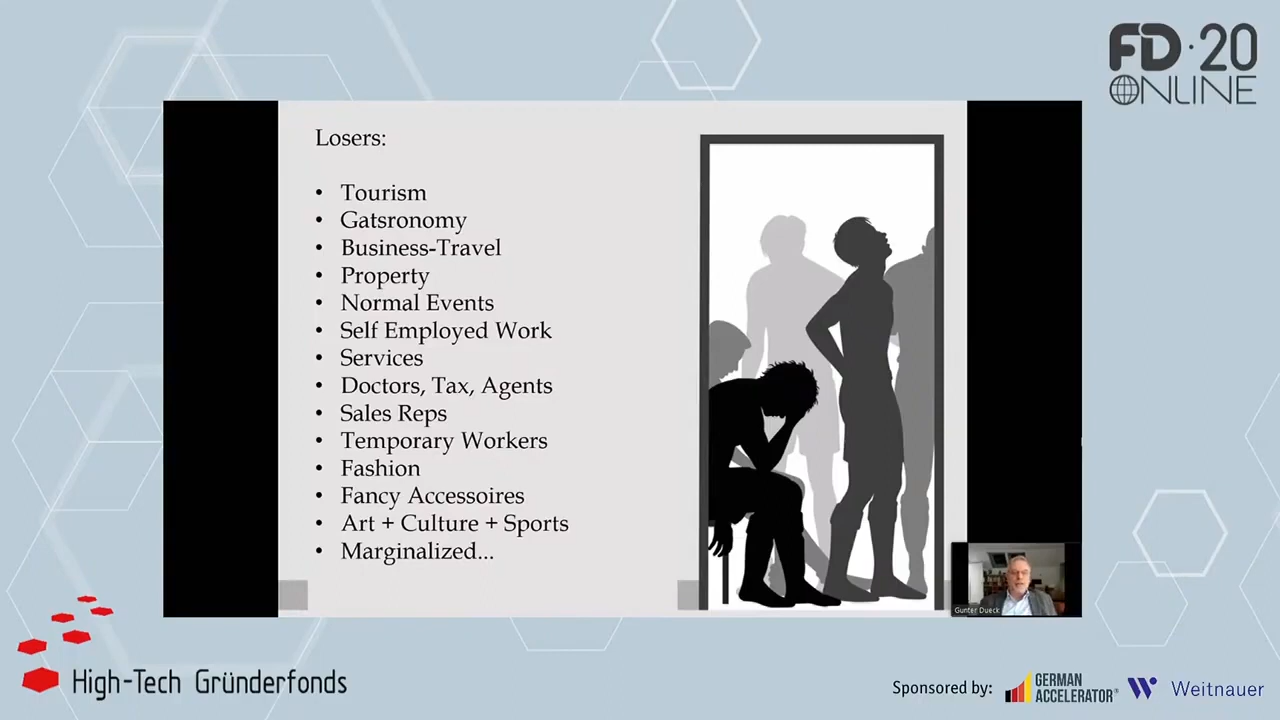 FD·20
ONLINE
Losers:
• Tourism
• Gatsronomy
• Business-Travel
• Property
• Normal Events
• Self Employed Work
• Services
• Doctors, Tax, Agents
• Sales Reps
• Temporary Workers
• Fashion
• Fancy Accessoires
• Art + Culture + Sports
• Marginalized...
Gunter Dueck
High-Tech Gründerfonds
Sponsored by:
GERMAN
ACCELERATOR®
Weitnauer